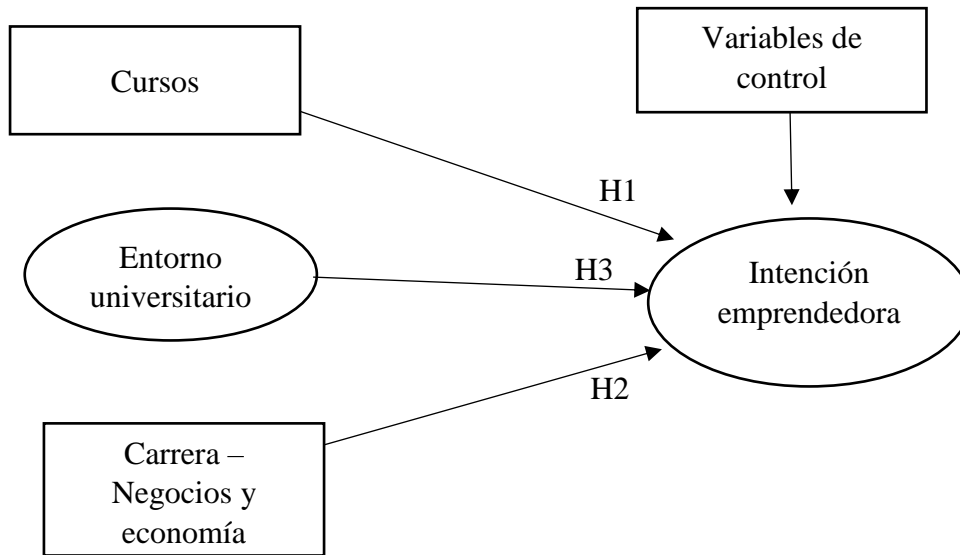 Cursos
Variables de
control
H1
Entorno
universitario
H3
Intención
emprendedora
H2
Carrera –
Negocios y
economía